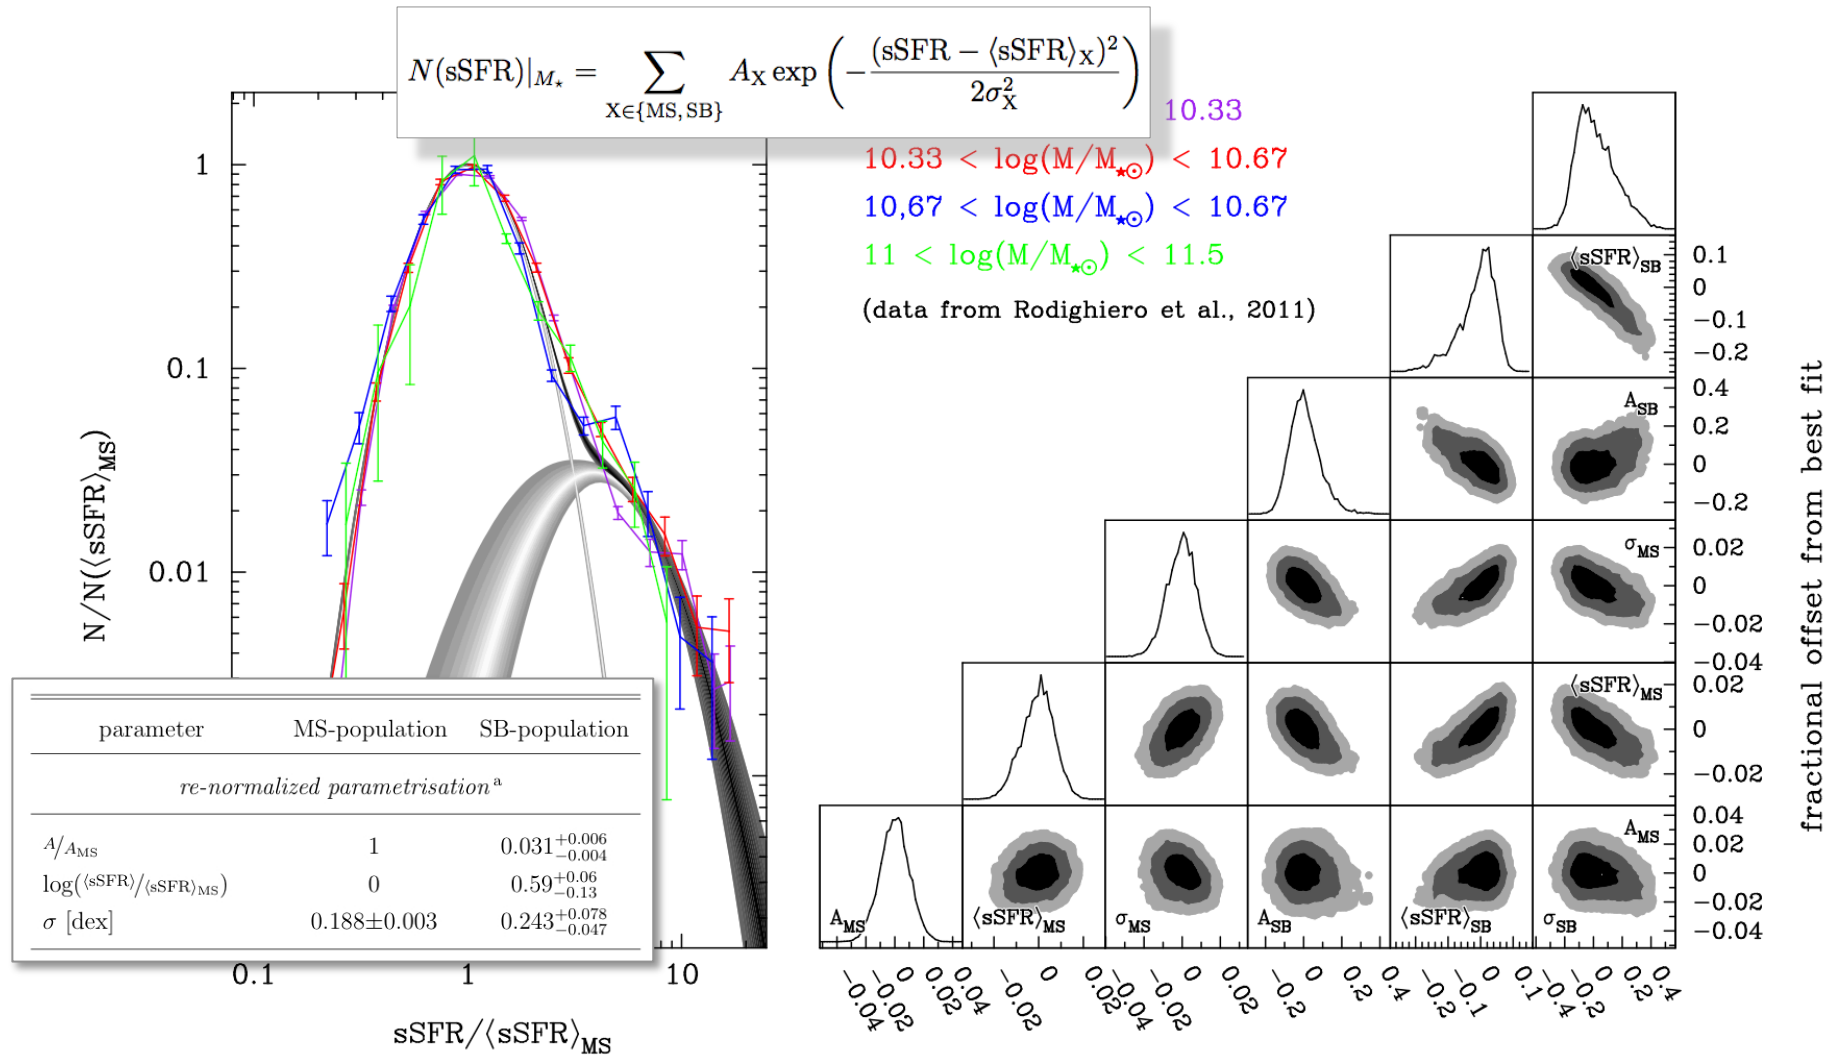 N(sSFR)|M⋆ = ∑X∈{MS,SB} AX exp(−(sSFR − ⟨sSFR⟩X)²/2σ²X)
10.33
10.33 < log(M/M⋆⊙) < 10.67
10,67 < log(M/M⋆⊙) < 10.67
11 < log(M/M⋆⊙) < 11.5
(data from Rodighiero et al., 2011)
N/N(⟨sSFR⟩MS)
1
0.1
0.01
parameter MS-population SB-population
re-normalized parametrisation a
A/AMS 1 0.031 +0.006 −0.004
log(⟨sSFR⟩/⟨sSFR⟩MS) 0 0.59 +0.06 −0.13
σ [dex] 0.188±0.003 0.243 +0.078 −0.047
0.1 1 10
sSFR/⟨sSFR⟩MS
⟨sSFR⟩SB
0.1
0
−0.1
−0.2
ASB
0.4
0.2
0
−0.2
σMS
0.02
0
−0.02
−0.04
⟨sSFR⟩MS
0.02
0
−0.02
AMS
0.04
0.02
0
−0.02
−0.04
AMS ⟨sSFR⟩MS σMS ASB ⟨sSFR⟩SB σSB
−0.04 −0.02 0 0.02 0.04
−0.02 0 0.02
−0.04 −0.02 0 0.02
−0.2 0 0.2 0.4
−0.2 −0.1 0 0.1
−0.4 −0.2 0 0.2 0.4
fractional offset from best fit